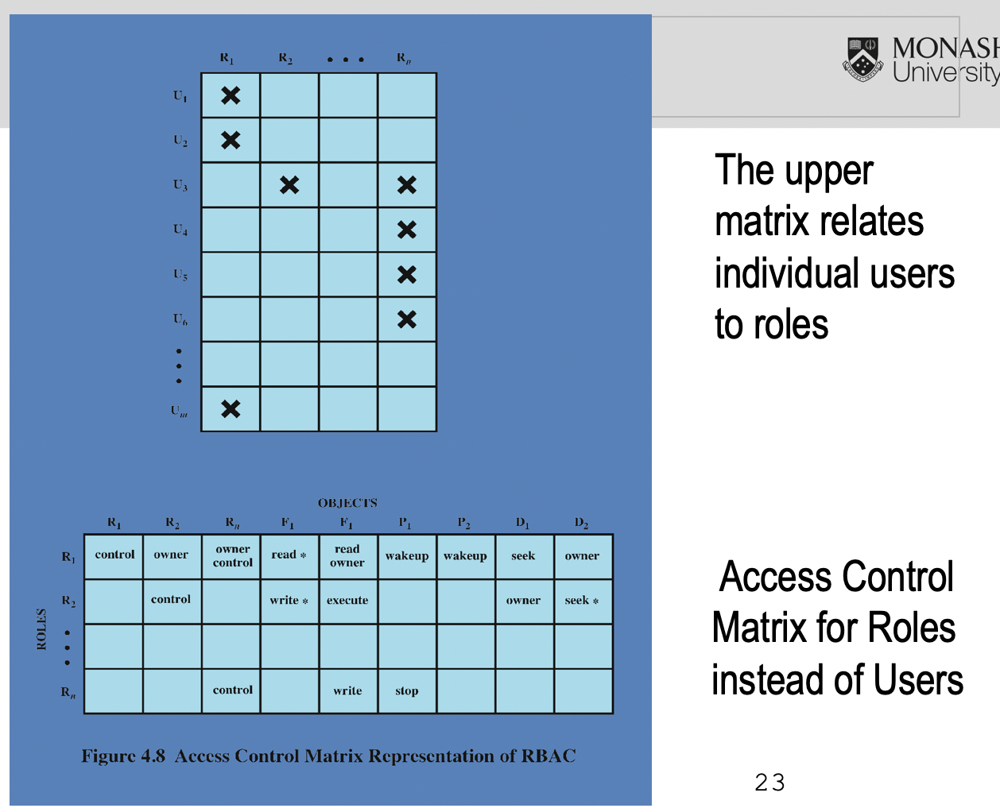 MONASH
University
R1 R2 • • • Rn
U1 ✖
U2 ✖
U3 ✖ ✖
U4 ✖
U5 ✖
U6 ✖
•
•
•
Um ✖
The upper
matrix relates
individual users
to roles
OBJECTS
R1 R2 Rn F1 F1 P1 P2 D1 D2
ROLES
R1 control owner owner control read * read owner wakeup wakeup seek owner
R2 control write * execute owner seek *
•
•
•
Rn control write stop
Figure 4.8 Access Control Matrix Representation of RBAC
Access Control
Matrix for Roles
instead of Users
23